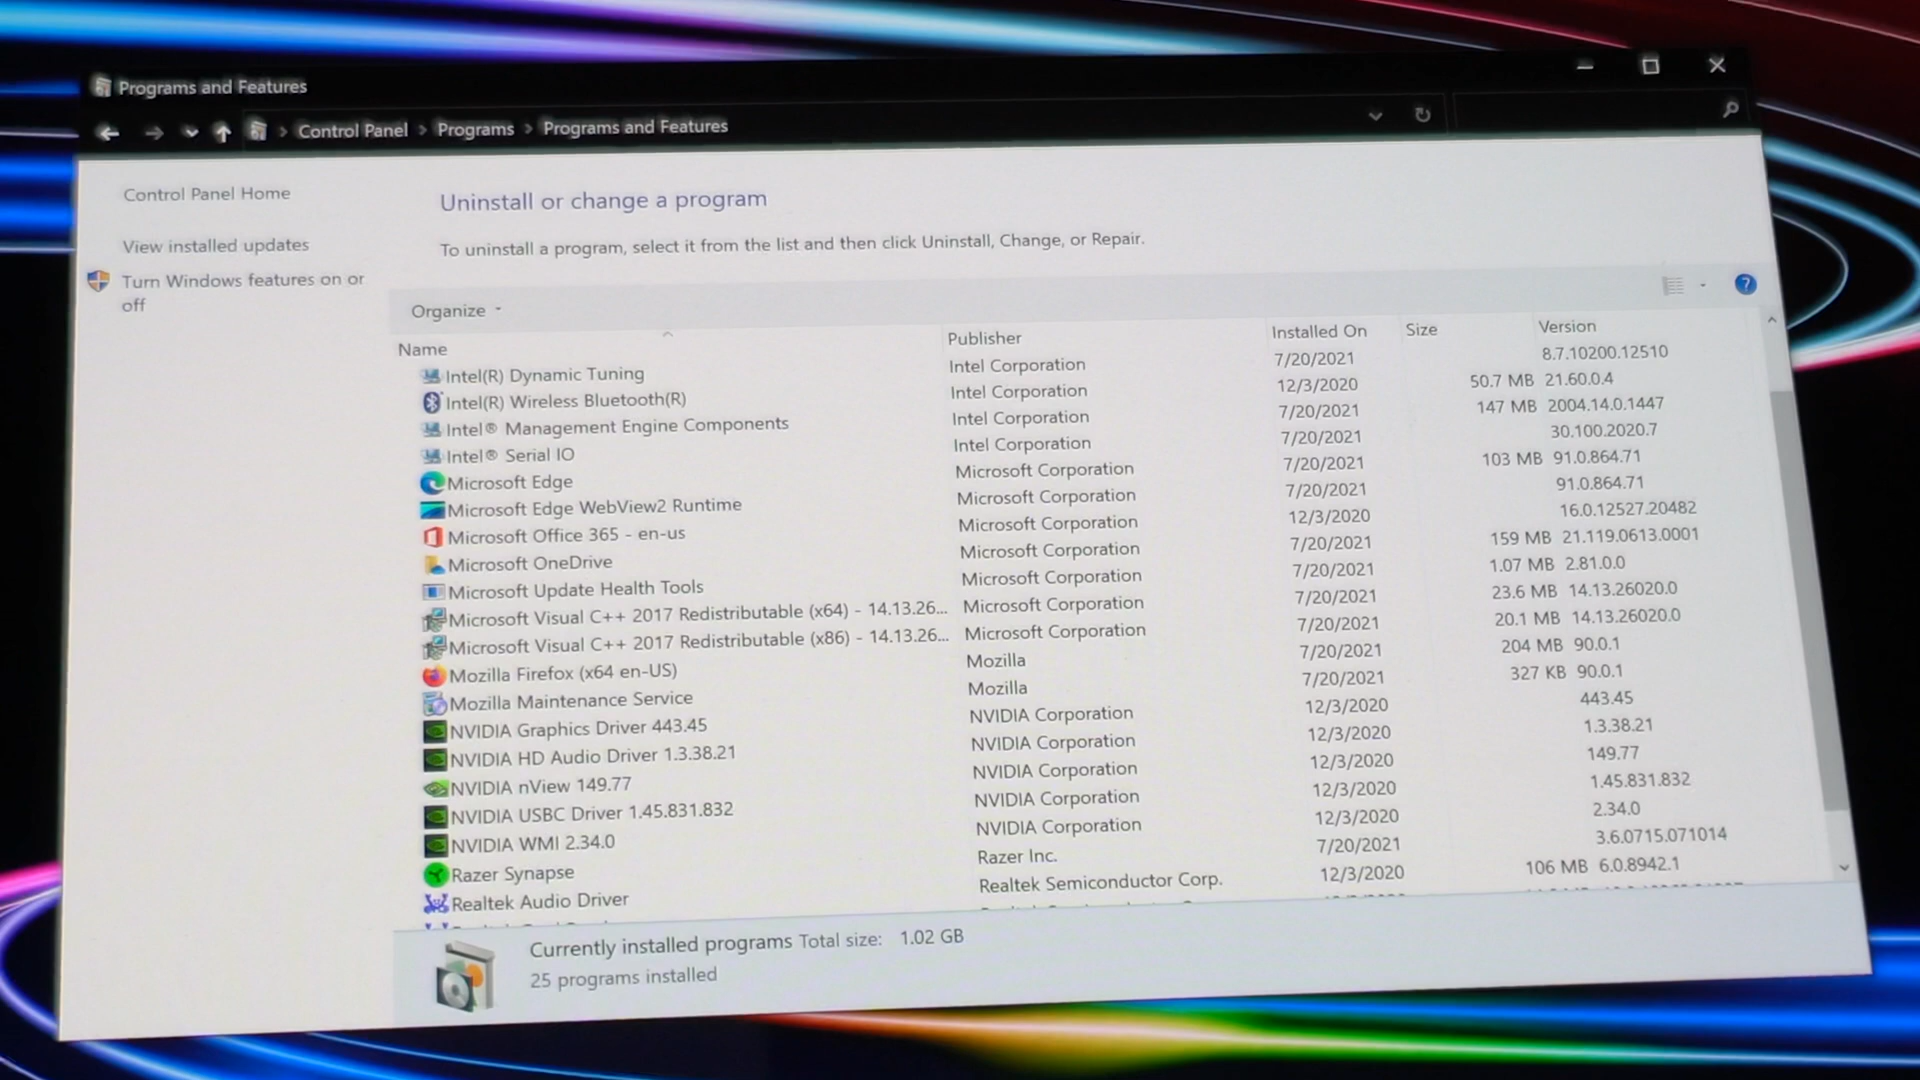 Programs and Features
Control Panel > Programs > Programs and Features
Control Panel Home
View installed updates
Turn Windows features on or
off
Uninstall or change a program
To uninstall a program, select it from the list and then click Uninstall, Change, or Repair.
Organize
Name Publisher Installed On Size Version
Intel(R) Dynamic Tuning Intel Corporation 7/20/2021 8.7.10200.12510
Intel(R) Wireless Bluetooth(R) Intel Corporation 12/3/2020 50.7 MB 21.60.0.4
Intel® Management Engine Components Intel Corporation 7/20/2021 147 MB 2004.14.0.1447
Intel® Serial IO Intel Corporation 7/20/2021 30.100.2020.7
Microsoft Edge Microsoft Corporation 7/20/2021 103 MB 91.0.864.71
Microsoft Edge WebView2 Runtime Microsoft Corporation 7/20/2021 91.0.864.71
Microsoft Office 365 - en-us Microsoft Corporation 12/3/2020 16.0.12527.20482
Microsoft OneDrive Microsoft Corporation 7/20/2021 159 MB 21.119.0613.0001
Microsoft Update Health Tools Microsoft Corporation 7/20/2021 1.07 MB 2.81.0.0
Microsoft Visual C++ 2017 Redistributable (x64) - 14.13.26... Microsoft Corporation 7/20/2021 23.6 MB 14.13.26020.0
Microsoft Visual C++ 2017 Redistributable (x86) - 14.13.26... Microsoft Corporation 7/20/2021 20.1 MB 14.13.26020.0
Mozilla Firefox (x64 en-US) Mozilla 7/20/2021 204 MB 90.0.1
Mozilla Maintenance Service Mozilla 7/20/2021 327 KB 90.0.1
NVIDIA Graphics Driver 443.45 NVIDIA Corporation 12/3/2020 443.45
NVIDIA HD Audio Driver 1.3.38.21 NVIDIA Corporation 12/3/2020 1.3.38.21
NVIDIA nView 149.77 NVIDIA Corporation 12/3/2020 149.77
NVIDIA USBC Driver 1.45.831.832 NVIDIA Corporation 12/3/2020 1.45.831.832
NVIDIA WMI 2.34.0 NVIDIA Corporation 12/3/2020 2.34.0
Razer Synapse Razer Inc. 7/20/2021 3.6.0715.071014
Realtek Audio Driver Realtek Semiconductor Corp. 12/3/2020 106 MB 6.0.8942.1
Currently installed programs Total size: 1.02 GB
25 programs installed